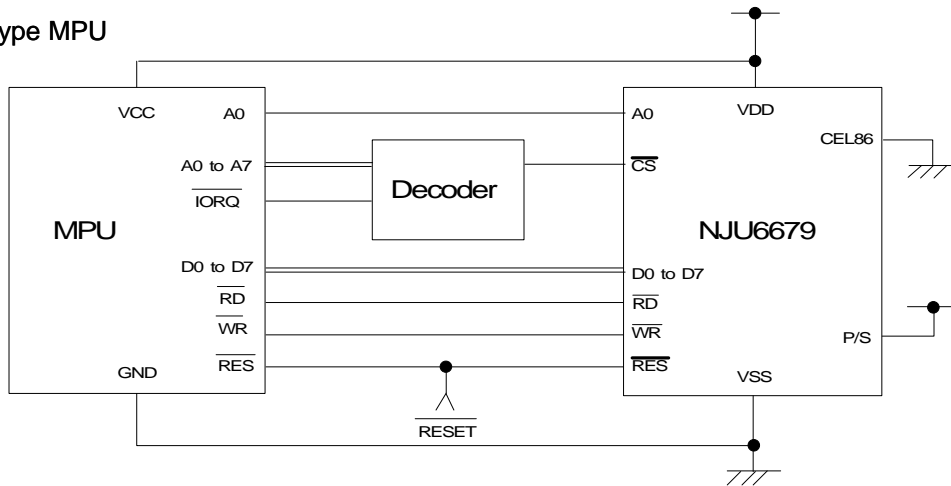 ype MPU
VCC
A0
A0 to A7
IORQ
MPU
D0 to D7
RD
WR
RES
GND
Decoder
RESET
A0
VDD
CEL86
CS
NJU6679
D0 to D7
RD
WR
P/S
RES
VSS